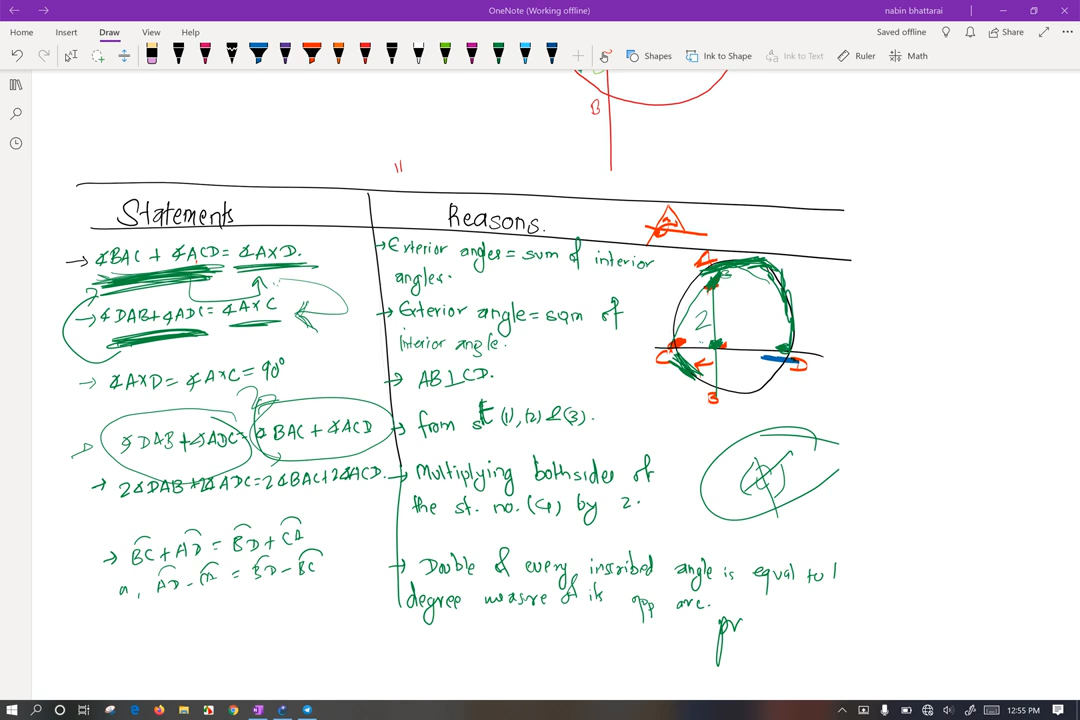 OneNote (Working offline)
nabin bhattarai
Home Insert Draw View Help
Saved offline
Share
Shapes
Ink to Shape
Ink to Text
Ruler
Math
B
Statements
Reasons.
→ ∡BAC + ∡ACD = ∡AXD.
→ Exterior angles = sum of interior
angles.
→ ∡DAB + ∡ADC = ∡AXC
→ Exterior angle = sum of
interior angle.
→ ∡AXD = ∡AXC = 90°
→ AB⊥CD.
∡DAB + ∡ADC = ∡BAC + ∡ACD
→ from st (1), (2) & (3).
→ 2∡DAB + 2∡ADC = 2∡BAC + 2∡ACD.
→ Multiplying both sides of
the st. no. (4) by 2.
→ BC + AD = BD + CA
→ Double of every inscribed angle is equal to
degree measure of its opp arc.
A
2
C
D
B
pr
12:55 PM